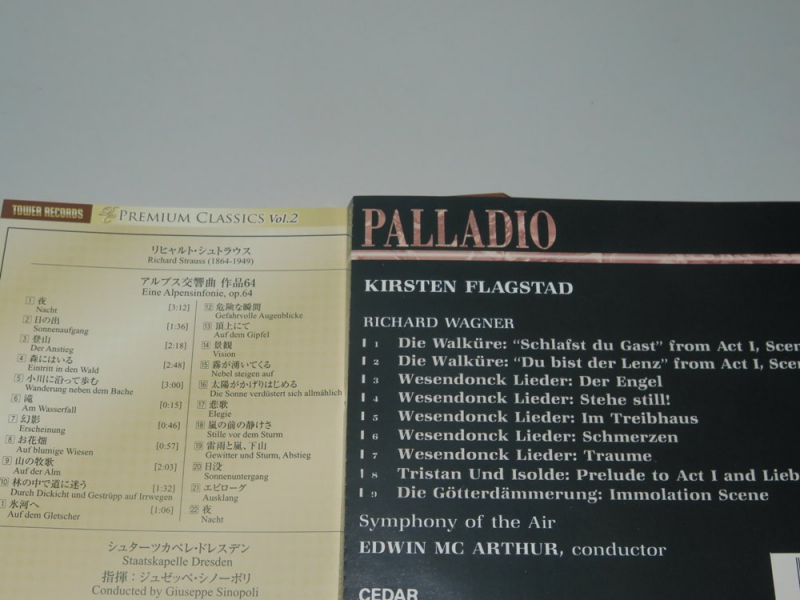 TOWER RECORDS
PREMIUM CLASSICS Vol.2
リヒャルト・シュトラウス
Richard Strauss (1864-1949)
アルプス交響曲 作品64
Eine Alpensinfonie, op.64
1 夜 [3:12]
Nacht
2 日の出 [1:36]
Sonnenaufgang
3 登山 [2:18]
Der Anstieg
4 森にはいる [2:48]
Eintritt in den Wald
5 小川に沿って歩む [3:00]
Wanderung neben dem Bache
6 滝 [0:15]
Am Wasserfall
7 幻影 [0:46]
Erscheinung
8 お花畑 [0:57]
Auf blumige Wiesen
9 山の牧歌 [2:03]
Auf der Alm
10 林の中で道に迷う [1:32]
Durch Dickicht und Gestrüpp auf Irrwegen
1 氷河へ [1:06]
Auf dem Gletscher
12 危険な瞬間
Gefahrvolle Augenblicke
13 頂上にて
Auf dem Gipfel
14 景観
Vision
15 霧が湧いてくる
Nebel steigen auf
16 太陽がかげりはじめる
Die Sonne verdüstert sich allmählich
17 悲歌
Elegie
18 嵐の前の静けさ
Stille vor dem Sturm
19 雷雨と嵐、下山
Gewitter und Sturm, Abstieg
20 日没
Sonnenuntergang
21 エピローグ
Ausklang
22 夜
Nacht
シュターツカペレ・ドレスデン
Staatskapelle Dresden
指揮：ジュゼッペ・シノーポリ
Conducted by Giuseppe Sinopoli
PALLADIO
KIRSTEN FLAGSTAD
RICHARD WAGNER
1 Die Walküre: "Schlafst du Gast" from Act I, Scen
2 Die Walküre: "Du bist der Lenz" from Act I, Scen
3 Wesendonck Lieder: Der Engel
4 Wesendonck Lieder: Stehe still!
5 Wesendonck Lieder: Im Treibhaus
6 Wesendonck Lieder: Schmerzen
7 Wesendonck Lieder: Traume
8 Tristan Und Isolde: Prelude to Act I and Lieb
9 Die Götterdämmerung: Immolation Scene
Symphony of the Air
EDWIN MC ARTHUR, conductor
CEDAR